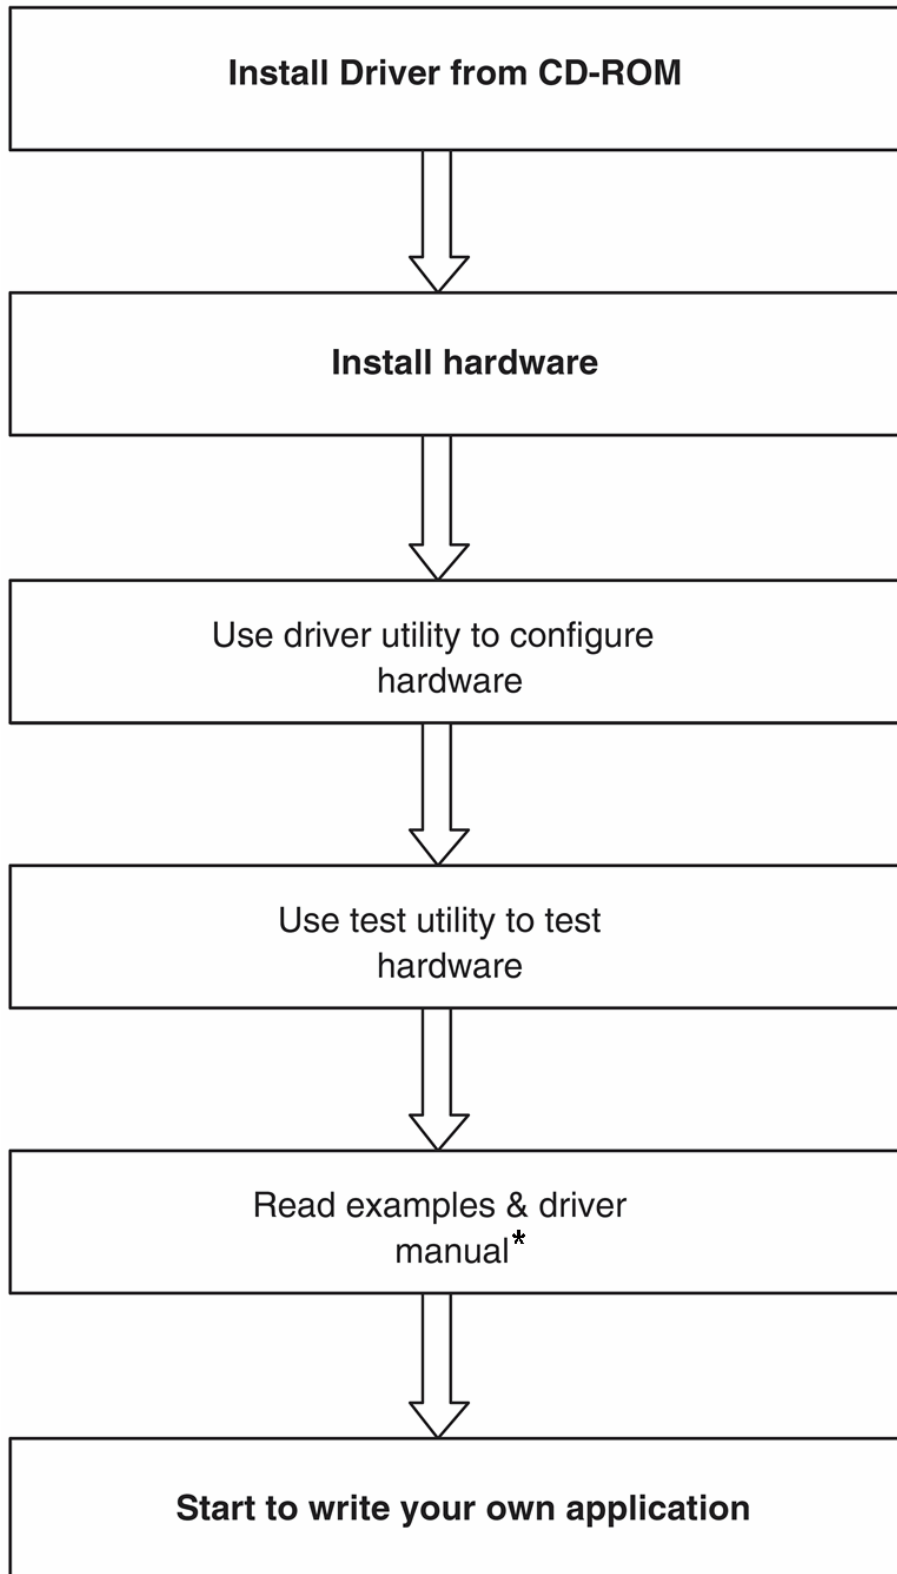 Install Driver from CD-ROM
Install hardware
Use driver utility to configure
hardware
Use test utility to test
hardware
Read examples & driver
manual*
Start to write your own application